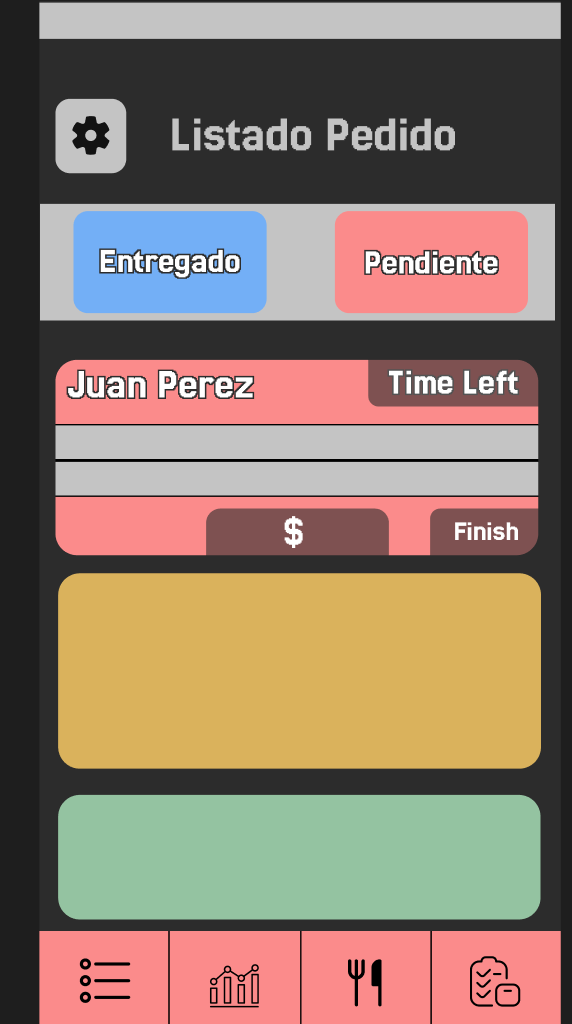 Listado Pedido
Entregado
Pendiente
Juan Perez
Time Left
$
Finish